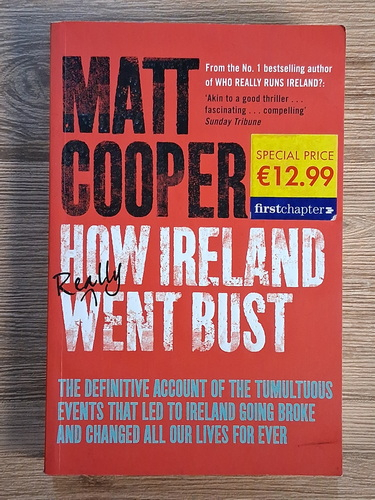 MATT
COOPER
From the No. 1 bestselling author
of WHO REALLY RUNS IRELAND?:
'Akin to a good thriller . . .
fascinating . . . compelling'
Sunday Tribune
SPECIAL PRICE
€12.99
firstchapter
HOW IRELAND
Really
WENT BUST
THE DEFINITIVE ACCOUNT OF THE TUMULTUOUS
EVENTS THAT LED TO IRELAND GOING BROKE
AND CHANGED ALL OUR LIVES FOR EVER